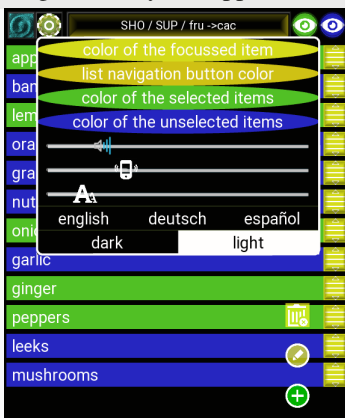 SHO / SUP / fru ->cac
color of the focussed item
list navigation button color
color of the selected items
color of the unselected items
english deutsch español
dark light
garlic
ginger
peppers
leeks
mushrooms